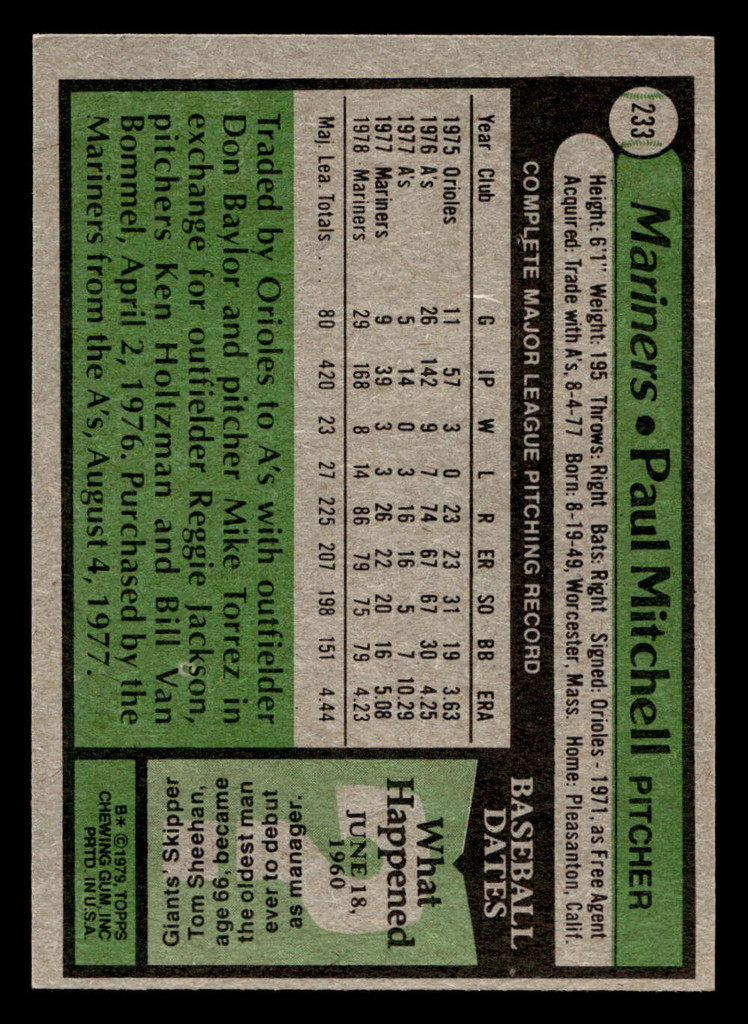 233
Mariners • Paul Mitchell PITCHER
Height: 6'1" Weight: 195 Throws: Right Bats: Right Signed: Orioles - 1971, as Free Agent
Acquired: Trade with A's, 8-4-77 Born: 8-19-49, Worcester, Mass. Home: Pleasanton, Calif.
COMPLETE MAJOR LEAGUE PITCHING RECORD
Year Club G IP W L R ER SO BB ERA
1975 Orioles 11 57 3 0 23 23 31 19 3.63
1976 A's 26 142 9 7 74 67 67 30 4.25
1977 A's 5 14 0 3 16 16 5 7 10.29
1977 Mariners 9 39 3 3 26 22 20 16 5.08
1978 Mariners 29 168 8 14 86 79 75 79 4.23
Maj. Lea. Totals .... 80 420 23 27 225 207 198 151 4.44
Traded by Orioles to A's with outfielder
Don Baylor and pitcher Mike Torrez in
exchange for outfielder Reggie Jackson,
pitchers Ken Holtzman and Bill Van
Bommel, April 2, 1976. Purchased by the
Mariners from the A's, August 4, 1977.
BASEBALL
DATES
What
Happened
JUNE 18,
1960
Giants' Skipper
Tom Sheehan,
age 66, became
the oldest man
ever to debut
as manager.
B* © 1979, TOPPS
CHEWING GUM, INC
PRTD. IN U.S.A.